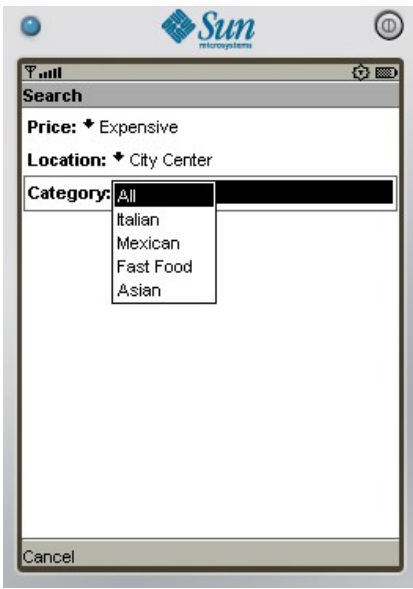 Sun
microsystems
Search
Price: Expensive
Location: City Center
Category: All
Italian
Mexican
Fast Food
Asian
Cancel